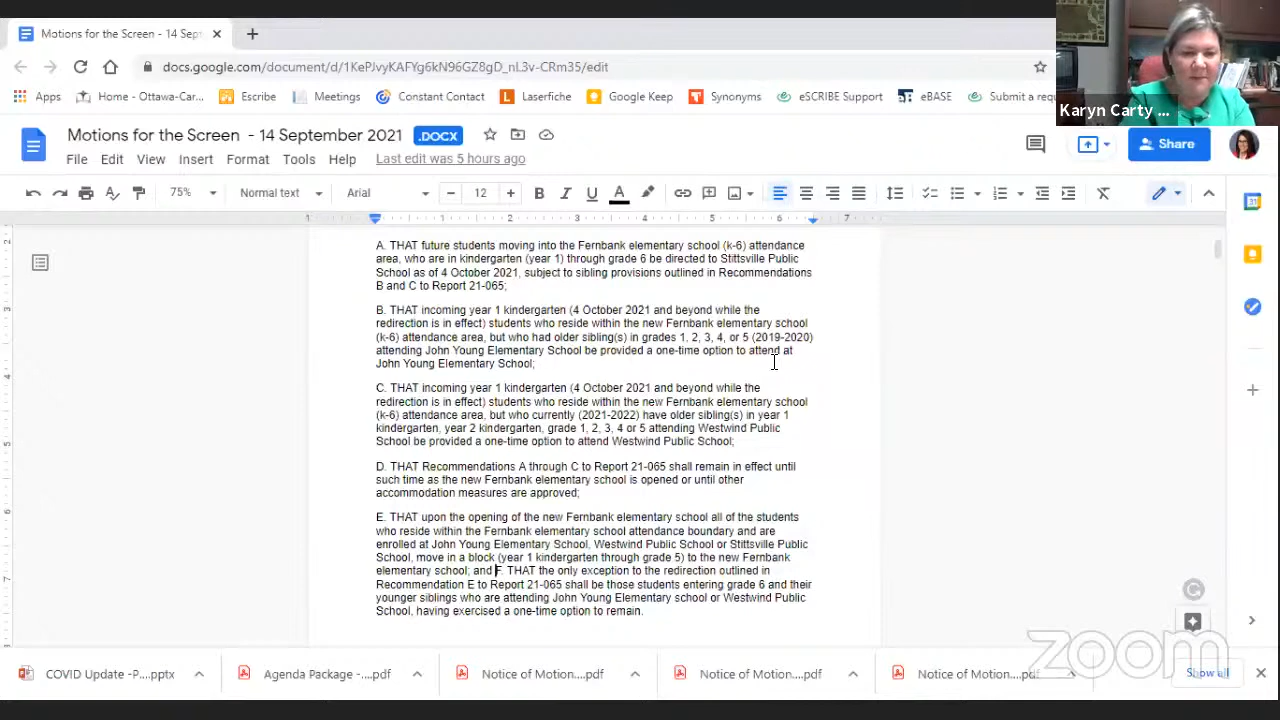 Motions for the Screen - 14 Sept
docs.google.com/document/d/1KePJvyKAFYg6kN96GZ8gD_nL3v-CRm35/edit
Apps Home - Ottawa-Car... Escribe Meetings Constant Contact Laserfiche Google Keep Synonyms eSCRIBE Support eBASE Submit a requ
Karyn Carty ...
Motions for the Screen - 14 September 2021 .DOCX
Share
File Edit View Insert Format Tools Help Last edit was 5 hours ago
75% Normal text Arial 12
1 1 2 3 4 5 6 7
A. THAT future students moving into the Fernbank elementary school (k-6) attendance
area, who are in kindergarten (year 1) through grade 6 be directed to Stittsville Public
School as of 4 October 2021, subject to sibling provisions outlined in Recommendations
B and C to Report 21-065;
B. THAT incoming year 1 kindergarten (4 October 2021 and beyond while the
redirection is in effect) students who reside within the new Fernbank elementary school
(k-6) attendance area, but who had older sibling(s) in grades 1, 2, 3, 4, or 5 (2019-2020)
attending John Young Elementary School be provided a one-time option to attend at
John Young Elementary School;
C. THAT incoming year 1 kindergarten (4 October 2021 and beyond while the
redirection is in effect) students who reside within the new Fernbank elementary school
(k-6) attendance area, but who currently (2021-2022) have older sibling(s) in year 1
kindergarten, year 2 kindergarten, grade 1, 2, 3, 4 or 5 attending Westwind Public
School be provided a one-time option to attend Westwind Public School;
D. THAT Recommendations A through C to Report 21-065 shall remain in effect until
such time as the new Fernbank elementary school is opened or until other
accommodation measures are approved;
E. THAT upon the opening of the new Fernbank elementary school all of the students
who reside within the Fernbank elementary school attendance boundary and are
enrolled at John Young Elementary School, Westwind Public School or Stittsville Public
School, move in a block (year 1 kindergarten through grade 5) to the new Fernbank
elementary school; and F. THAT the only exception to the redirection outlined in
Recommendation E to Report 21-065 shall be those students entering grade 6 and their
younger siblings who are attending John Young Elementary school or Westwind Public
School, having exercised a one-time option to remain.
zoom
COVID Update -P....pptx Agenda Package -....pdf Notice of Motion....pdf Notice of Motion....pdf Notice of Motion....pdf Show all